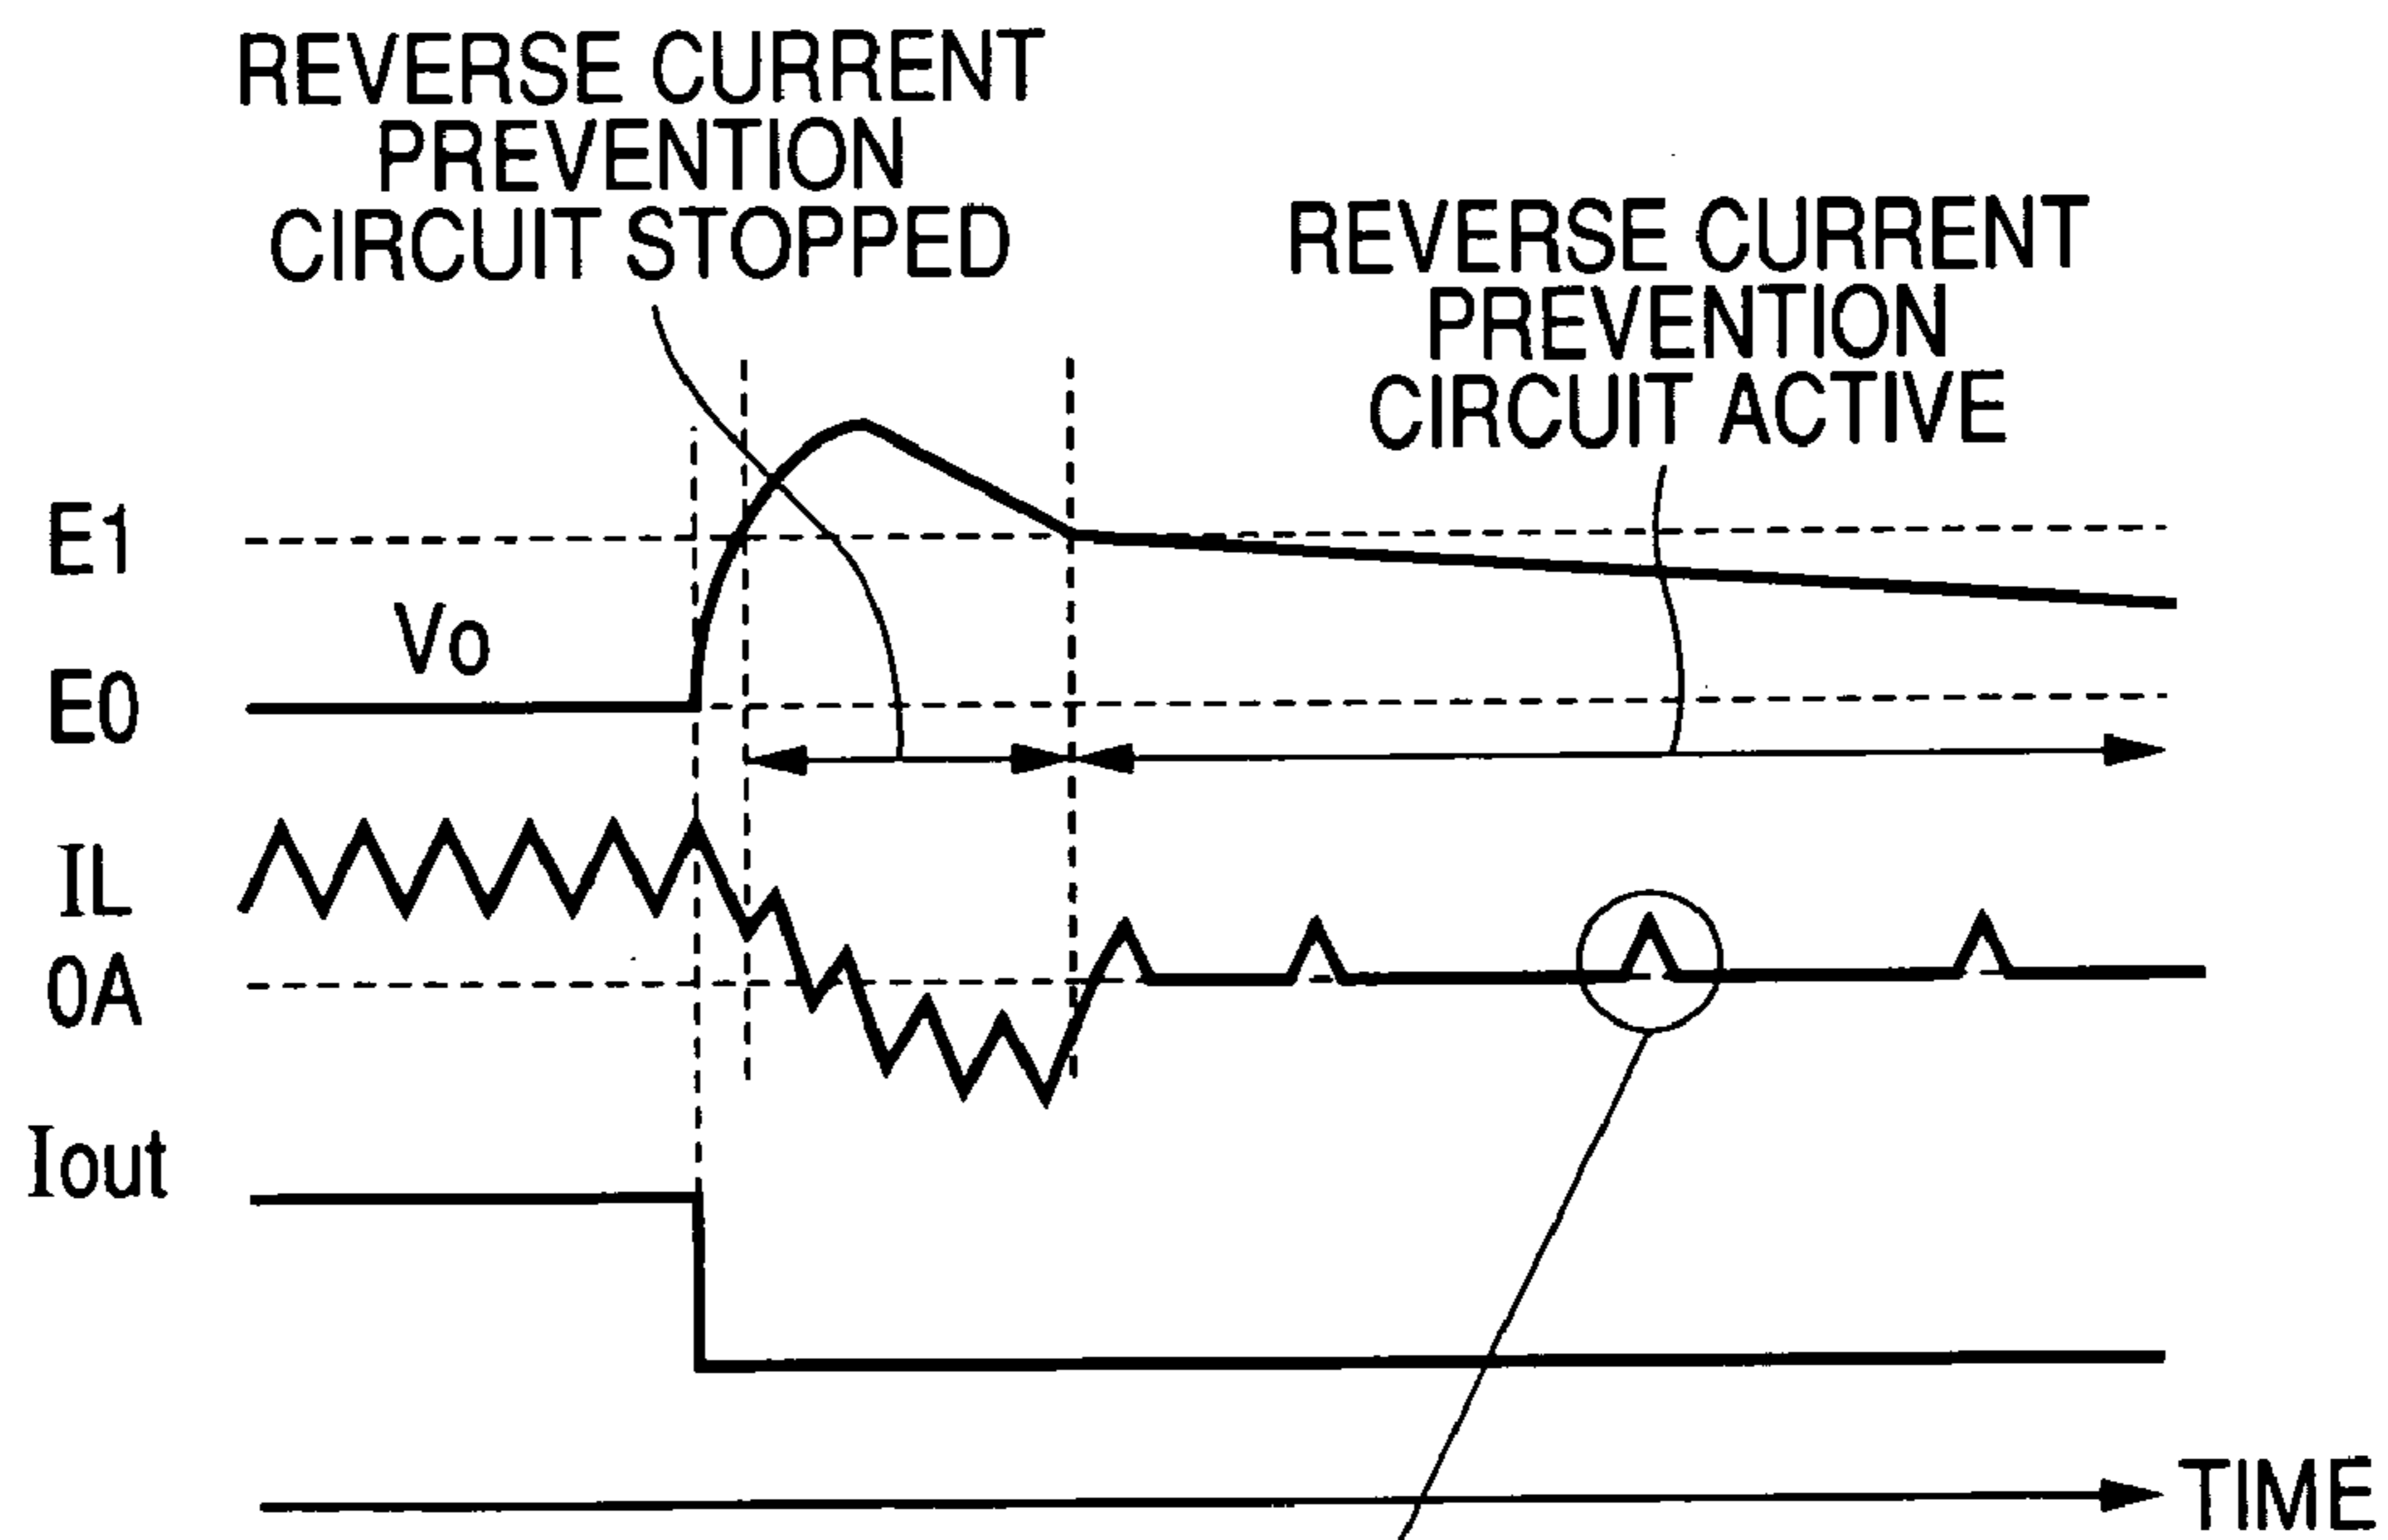 REVERSE CURRENT
PREVENTION
CIRCUIT STOPPED
REVERSE CURRENT
PREVENTION
CIRCUIT ACTIVE
E1
Vo
E0
IL
0A
Iout
TIME